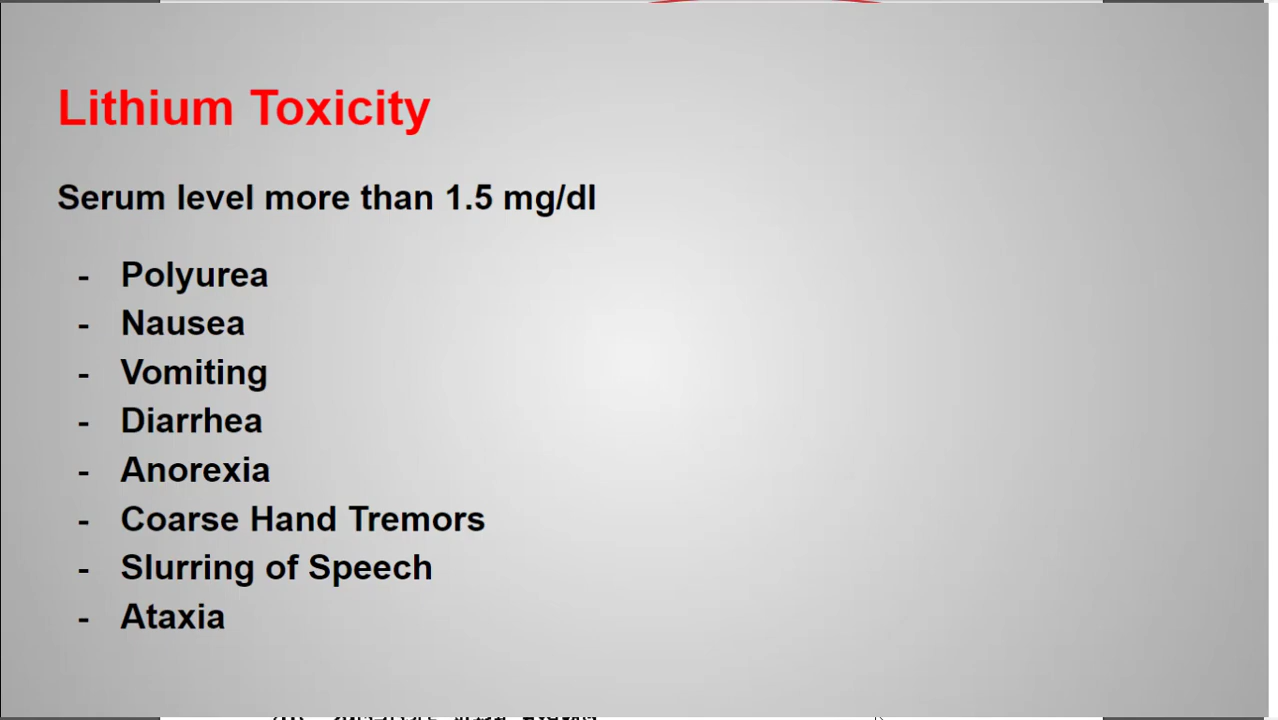 Lithium Toxicity
Serum level more than 1.5 mg/dl
- Polyurea
- Nausea
- Vomiting
- Diarrhea
- Anorexia
- Coarse Hand Tremors
- Slurring of Speech
- Ataxia